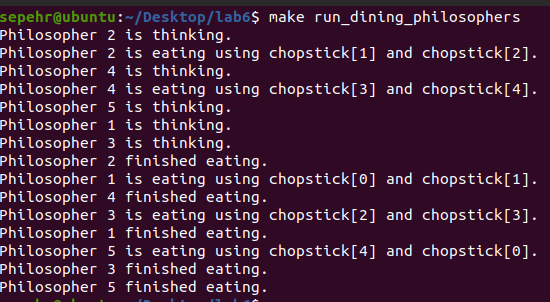 sepehr@ubuntu:~/Desktop/lab6$ make run_dining_philosophers
Philosopher 2 is thinking.
Philosopher 2 is eating using chopstick[1] and chopstick[2].
Philosopher 4 is thinking.
Philosopher 4 is eating using chopstick[3] and chopstick[4].
Philosopher 5 is thinking.
Philosopher 1 is thinking.
Philosopher 3 is thinking.
Philosopher 2 finished eating.
Philosopher 1 is eating using chopstick[0] and chopstick[1].
Philosopher 4 finished eating.
Philosopher 3 is eating using chopstick[2] and chopstick[3].
Philosopher 1 finished eating.
Philosopher 5 is eating using chopstick[4] and chopstick[0].
Philosopher 3 finished eating.
Philosopher 5 finished eating.